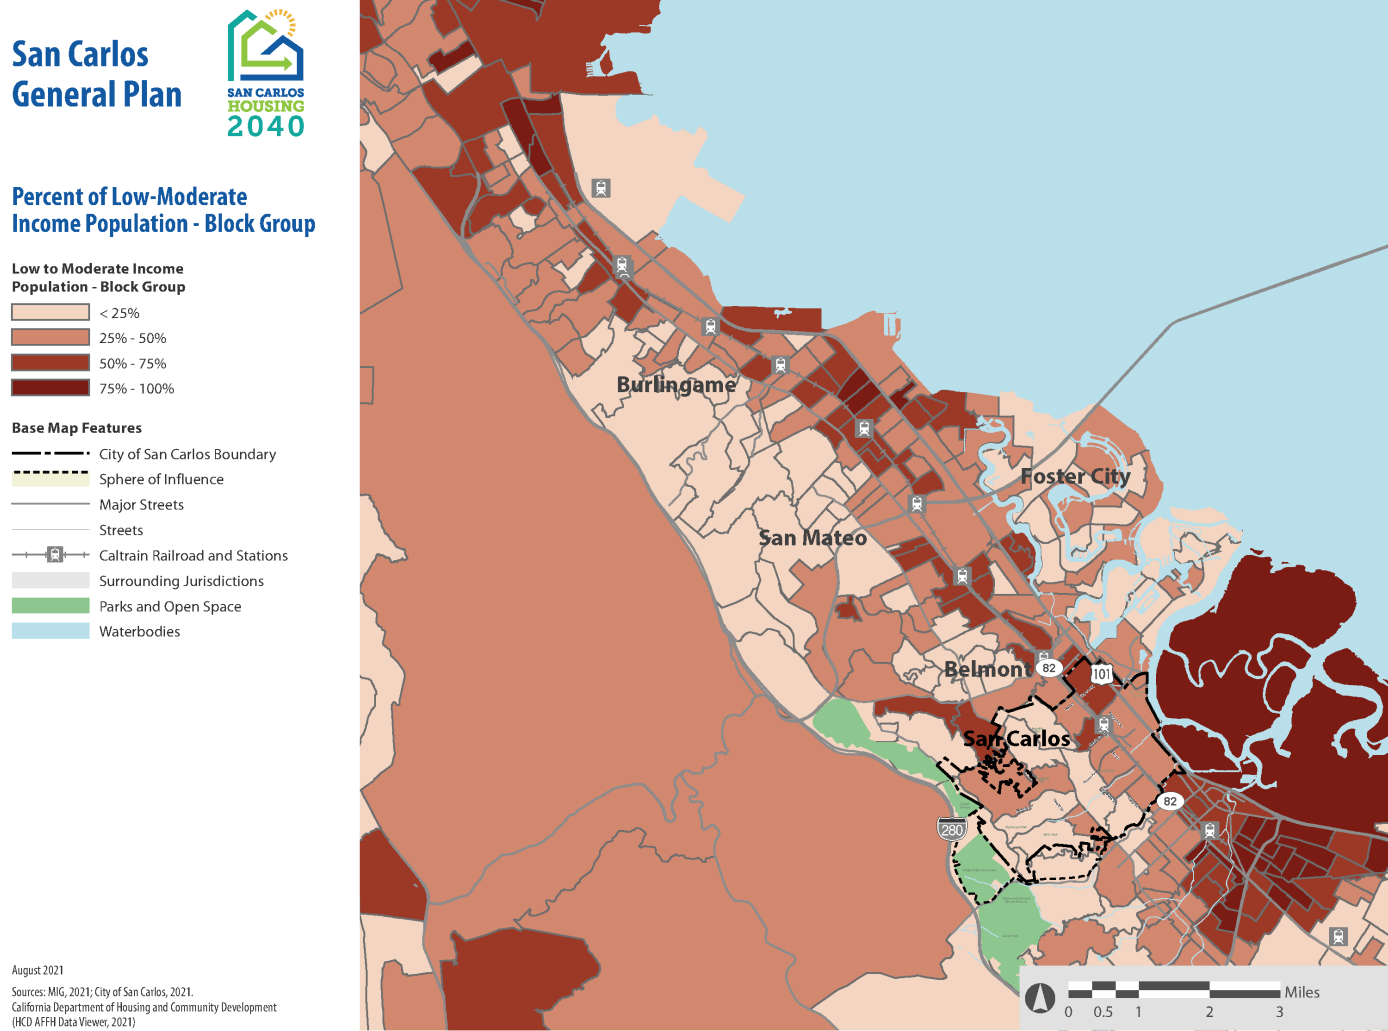 San Carlos
General Plan
SAN CARLOS
HOUSING
2040
Percent of Low-Moderate
Income Population - Block Group
Low to Moderate Income
Population - Block Group
< 25%
25% - 50%
50% - 75%
75% - 100%
Base Map Features
City of San Carlos Boundary
Sphere of Influence
Major Streets
Streets
Caltrain Railroad and Stations
Surrounding Jurisdictions
Parks and Open Space
Waterbodies
August 2021
Sources: MIG, 2021; City of San Carlos, 2021.
California Department of Housing and Community Development
(HCD AFFH Data Viewer, 2021)
Burlingame
Foster City
San Mateo
Belmont
82
101
San Carlos
82
280
Miles
0 0.5 1 2 3